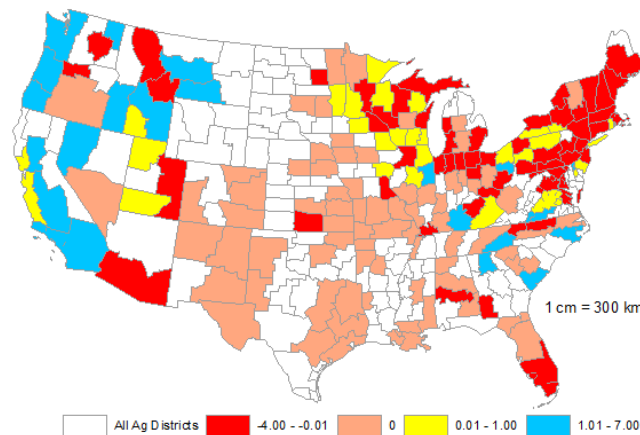 1 cm = 300 km
All Ag Districts
-4.00 - -0.01
0
0.01 - 1.00
1.01 - 7.00